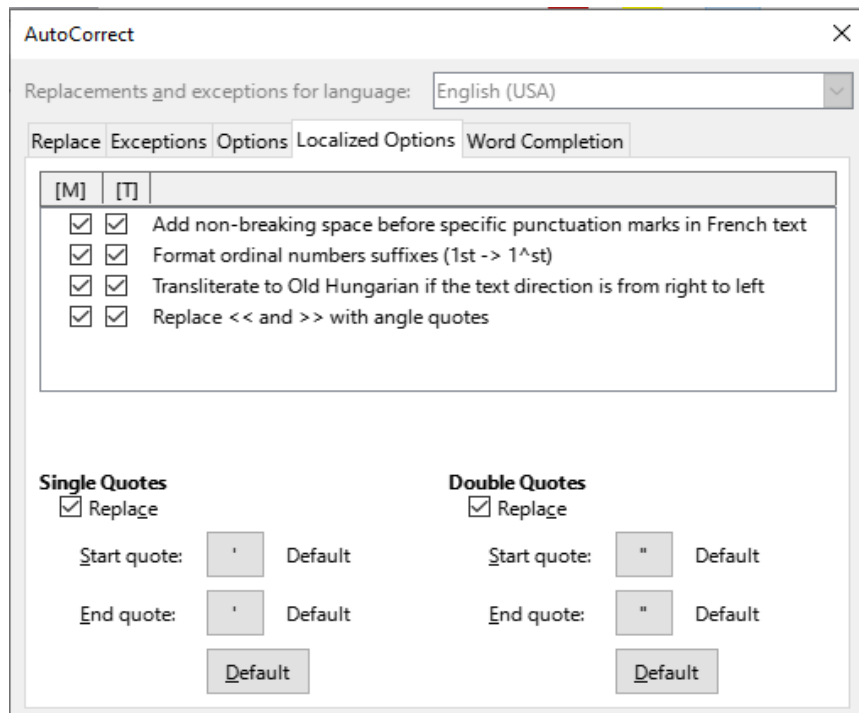 AutoCorrect
Replacements and exceptions for language: English (USA)
Replace Exceptions Options Localized Options Word Completion
[M] [T]
Add non-breaking space before specific punctuation marks in French text
Format ordinal numbers suffixes (1st -> 1^st)
Transliterate to Old Hungarian if the text direction is from right to left
Replace << and >> with angle quotes
Single Quotes Double Quotes
Replace Replace
Start quote: ' Default Start quote: " Default
End quote: ' Default End quote: " Default
Default Default